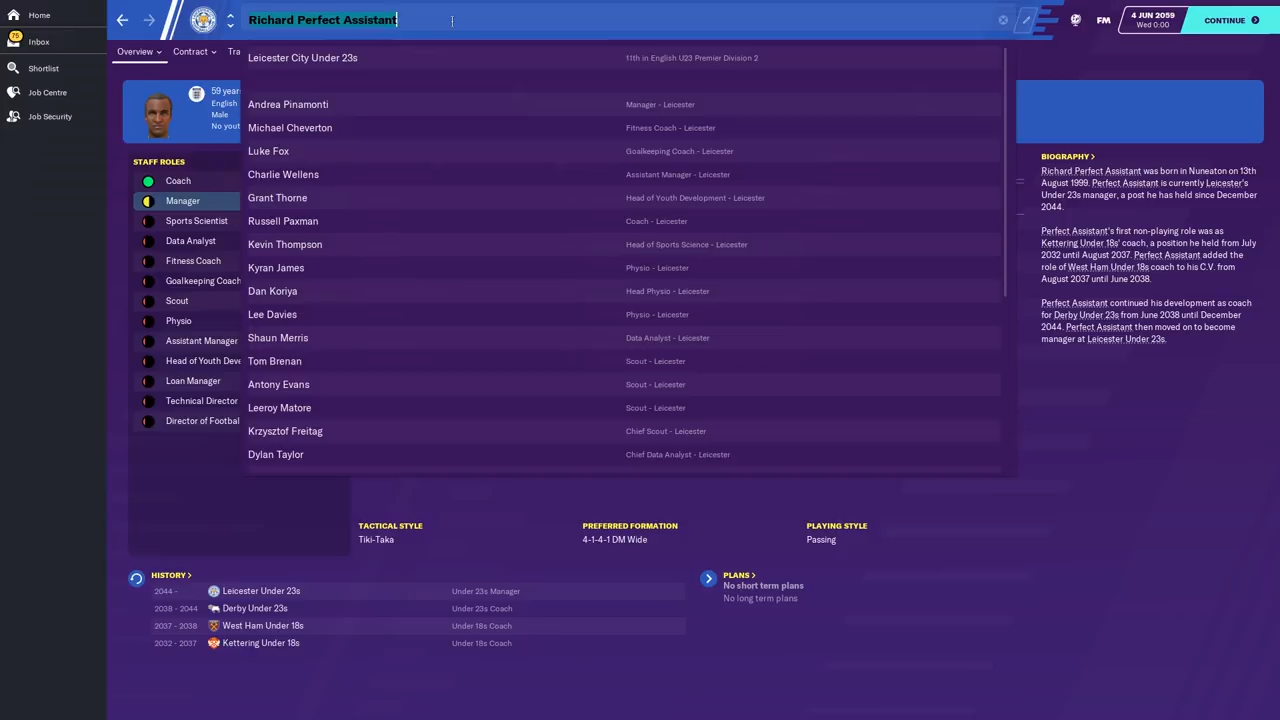 Home
75
Inbox
Shortlist
Job Centre
Job Security
Richard Perfect Assistant
FM
4 JUN 2059
Wed 0:00
CONTINUE
Overview
Contract
Tra
59 years
English
Male
No yout
STAFF ROLES
Coach
Manager
Sports Scientist
Data Analyst
Fitness Coach
Goalkeeping Coach
Scout
Physio
Assistant Manager
Head of Youth Deve
Loan Manager
Technical Director
Director of Footbal
Leicester City Under 23s 11th in English U23 Premier Division 2
Andrea Pinamonti Manager - Leicester
Michael Cheverton Fitness Coach - Leicester
Luke Fox Goalkeeping Coach - Leicester
Charlie Wellens Assistant Manager - Leicester
Grant Thorne Head of Youth Development - Leicester
Russell Paxman Coach - Leicester
Kevin Thompson Head of Sports Science - Leicester
Kyran James Physio - Leicester
Dan Koriya Head Physio - Leicester
Lee Davies Physio - Leicester
Shaun Merris Data Analyst - Leicester
Tom Brenan Scout - Leicester
Antony Evans Scout - Leicester
Leeroy Matore Scout - Leicester
Krzysztof Freitag Chief Scout - Leicester
Dylan Taylor Chief Data Analyst - Leicester
BIOGRAPHY >
Richard Perfect Assistant was born in Nuneaton on 13th
August 1999. Perfect Assistant is currently Leicester's
Under 23s manager, a post he has held since December
2044.
Perfect Assistant's first non-playing role was as
Kettering Under 18s' coach, a position he held from July
2032 until August 2037. Perfect Assistant added the
role of West Ham Under 18s coach to his C.V. from
August 2037 until June 2038.
Perfect Assistant continued his development as coach
for Derby Under 23s from June 2038 until December
2044. Perfect Assistant then moved on to become
manager at Leicester Under 23s.
TACTICAL STYLE
Tiki-Taka
PREFERRED FORMATION
4-1-4-1 DM Wide
PLAYING STYLE
Passing
HISTORY >
2044 - Leicester Under 23s Under 23s Manager
2038 - 2044 Derby Under 23s Under 23s Coach
2037 - 2038 West Ham Under 18s Under 18s Coach
2032 - 2037 Kettering Under 18s Under 18s Coach
PLANS >
No short term plans
No long term plans